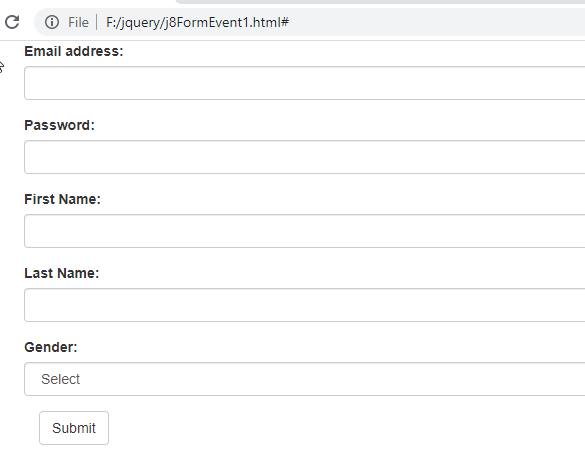 File F:/jquery/j8FormEvent1.html#
Email address:
Password:
First Name:
Last Name:
Gender:
Select
Submit